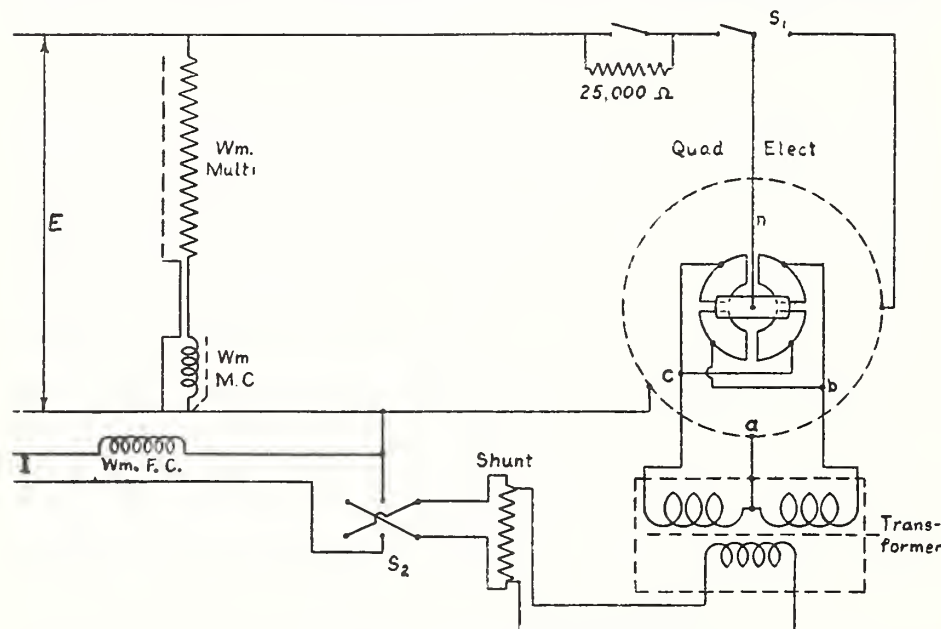 S1
25,000 Ω
Wm.
Multi
Quad Elect
E
n
Wm
M.C
c
b
a
I
Wm. F. C.
Shunt
S2
Trans-
former